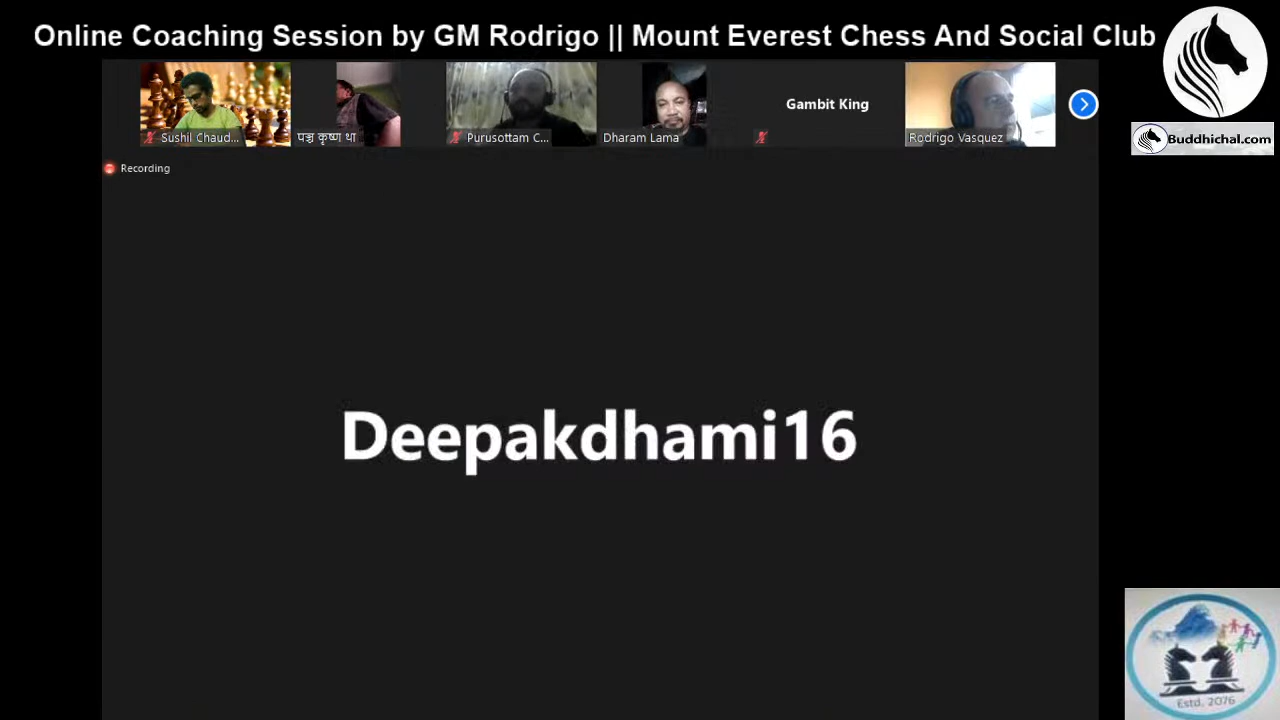 Online Coaching Session by GM Rodrigo || Mount Everest Chess And Social Club
Sushil Chaud...
पञ्च कृष्ण था
Purusottam C...
Dharam Lama
Gambit King
Rodrigo Vasquez
Buddhichal.com
Recording
Deepakdhami16
Estd. 2076